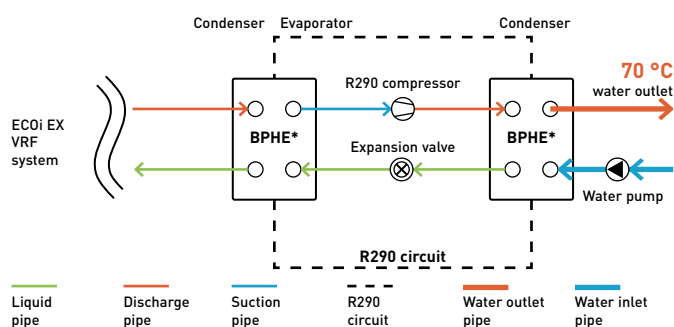 Condenser Evaporator Condenser
70 °C
water outlet
R290 compressor
ECOi EX
VRF
system
BPHE*
BPHE*
Expansion valve
Water pump
R290 circuit
Liquid
pipe
Discharge
pipe
Suction
pipe
R290
circuit
Water outlet
pipe
Water inlet
pipe